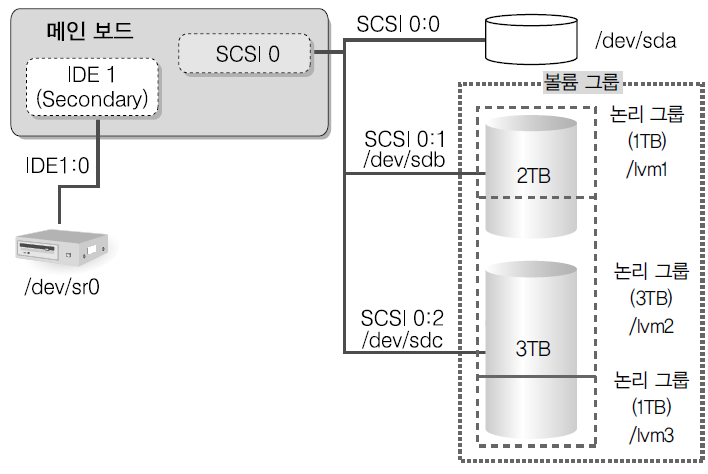 메인 보드
SCSI 0
IDE 1
(Secondary)
IDE1:0
/dev/sr0
SCSI 0:0
/dev/sda
볼륨 그룹
SCSI 0:1
/dev/sdb
2TB
논리 그룹
(1TB)
/lvm1
SCSI 0:2
/dev/sdc
3TB
논리 그룹
(3TB)
/lvm2
논리 그룹
(1TB)
/lvm3